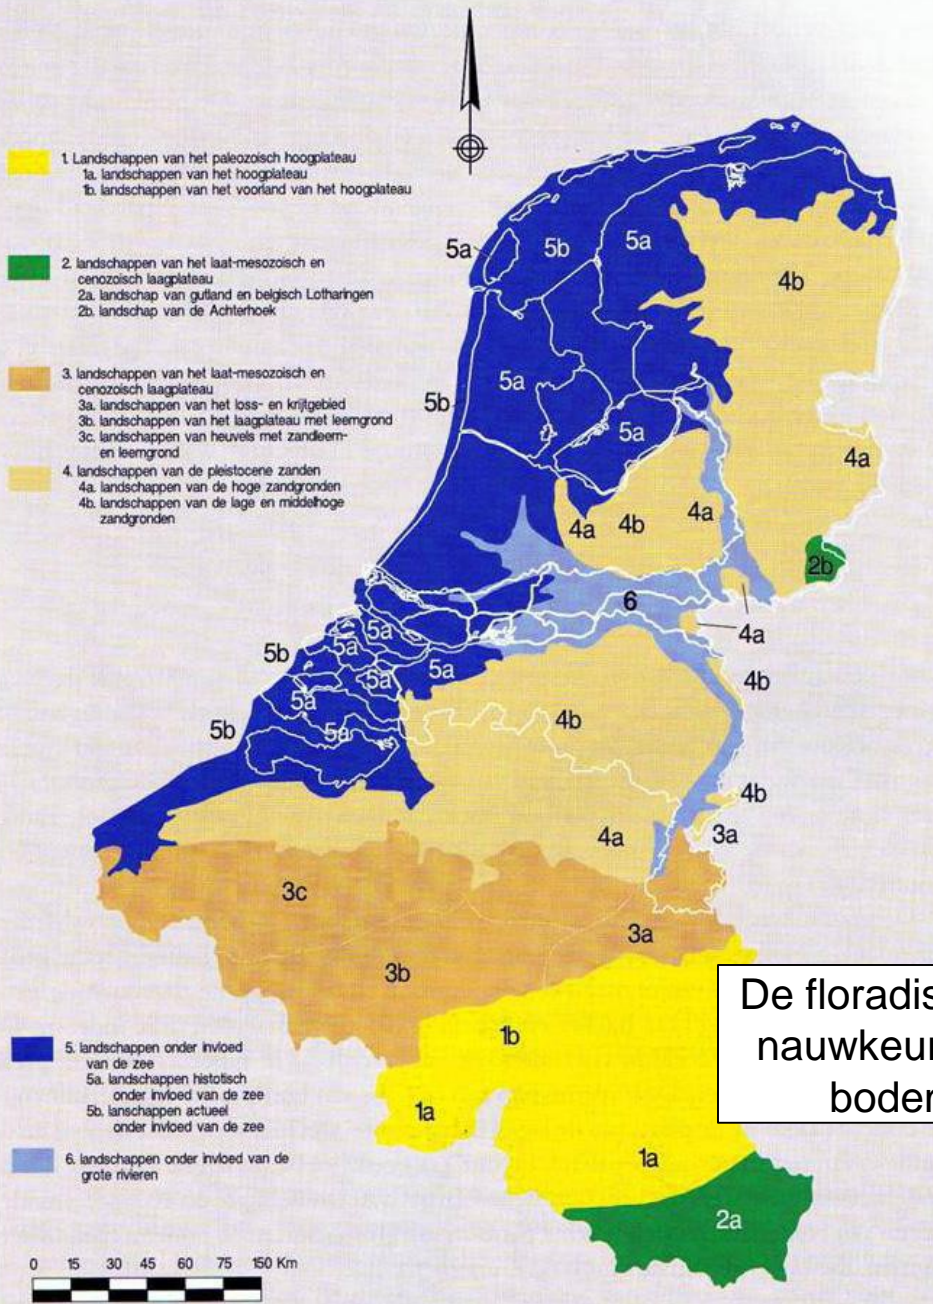 1. Landschappen van het paleozoisch hoogplateau
1a. landschappen van het hoogplateau
1b. landschappen van het voorland van het hoogplateau
2. landschappen van het laat-mesozoisch en
cenozoisch laagplateau
2a. landschap van gutland en belgisch Lotharingen
2b. landschap van de Achterhoek
3. landschappen van het laat-mesozoisch en
cenozoisch laagplateau
3a. landschappen van het loss- en krijtgebied
3b. landschappen van het laagplateau met leemgrond
3c. landschappen van heuvels met zandleem-
en leemgrond
4. landschappen van de pleistocene zanden
4a. landschappen van de hoge zandgronden
4b. landschappen van de lage en middelhoge
zandgronden
5a
5b
5a
4b
5a
5b
5a
4a
4a
4b
4a
2b
6
4a
5a
5b
5a
5a
5a
4b
5a
5b
5a
4b
4b
3a
4a
3c
3a
3b
De floradis
nauwkeur
boder
1b
1a
1a
2a
5. landschappen onder invloed
van de zee
5a. landschappen histotisch
onder invloed van de zee
5b. lanschappen actueel
onder invloed van de zee
6. landschappen onder invloed van de
grote rivieren
0 15 30 45 60 75 150 Km